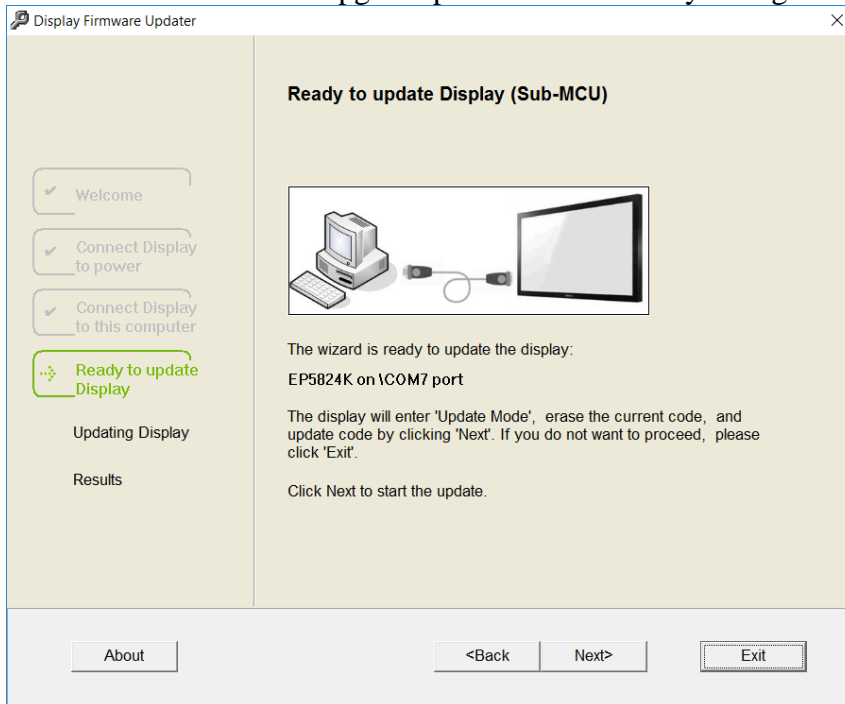 Display Firmware Updater
Ready to update Display (Sub-MCU)
Welcome
Connect Display
to power
Connect Display
to this computer
Ready to update
Display
Updating Display
Results
The wizard is ready to update the display:
EP5824K on \COM7 port
The display will enter 'Update Mode', erase the current code, and
update code by clicking 'Next'. If you do not want to proceed, please
click 'Exit'.
Click Next to start the update.
About
<Back
Next>
Exit